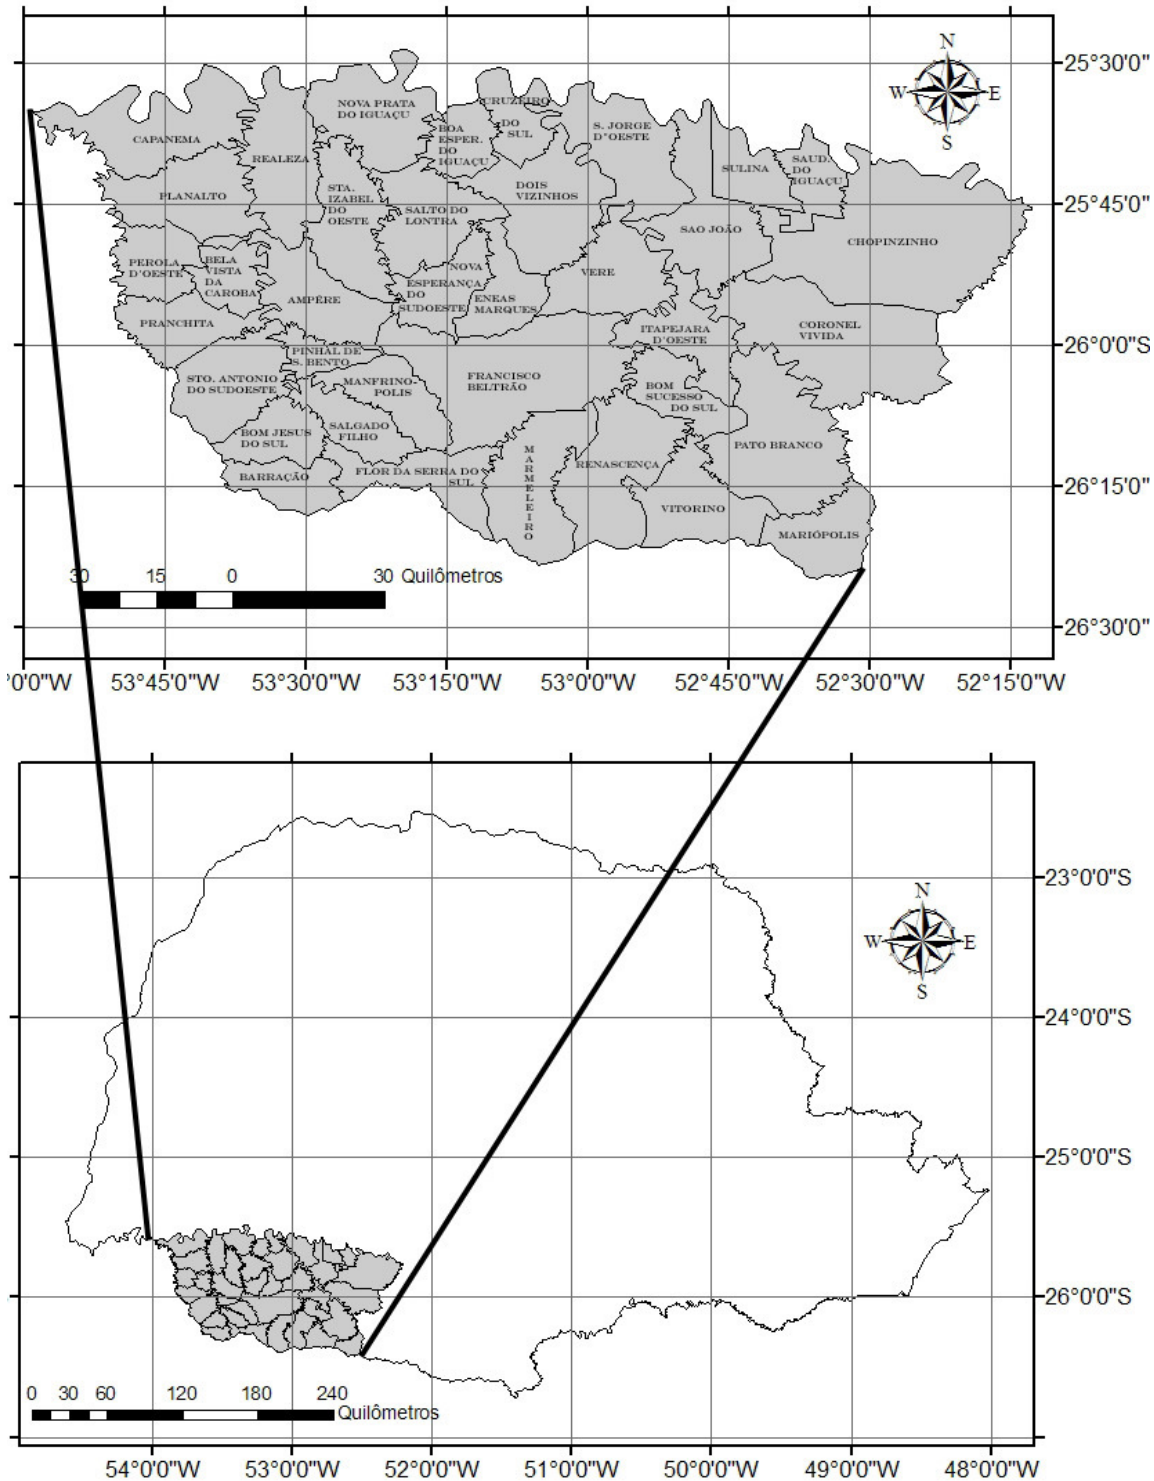 N
W E
S
25°30'0"
25°45'0"
26°0'0"S
26°15'0"
26°30'0"
NOVA PRATA
DO IGUAÇU
CRUZEIRO
DO
SUL
BOA
ESPER.
DO
IGUAÇU
S. JORGE
D"OESTE
CAPANEMA
REALEZA
SULINA
SAUD.
DO
IGUAÇU
PLANALTO
STA.
IZABEL
DO
OESTE
DOIS
VIZINHOS
SALTO DO
LONTRA
SAO JOÃO
CHOPINZINHO
PEROLA
D'OESTE
BELA
VISTA
DA
CAROBA
NOVA
ESPERANÇA
DO
SUDOESTE
VERE
ENEAS
MARQUES
AMPÉRE
PRANCHITA
ITAPEJARA
D'OESTE
CORONEL
VIVIDA
PINHAL DE
S. BENTO
STO. ANTONIO
DO SUDOESTE
MANFRINO-
POLIS
FRANCISCO
BELTRÃO
BOM
SUCESSO
DO SUL
BOM JESUS
DO SUL
SALGADO
FILHO
PATO BRANCO
MARMELEIRO
RENASCENÇA
BARRAÇÃO
FLOR DA SERRA DO
SUL
VITORINO
MARIÓPOLIS
30 15 0 30 Quilômetros
0'0"W 53°45'0"W 53°30'0"W 53°15'0"W 53°0'0"W 52°45'0"W 52°30'0"W 52°15'0"W
N
W E
S
23°0'0"S
24°0'0"S
25°0'0"S
26°0'0"S
0 30 60 120 180 240
Quilômetros
54°0'0"W 53°0'0"W 52°0'0"W 51°0'0"W 50°0'0"W 49°0'0"W 48°0'0"W